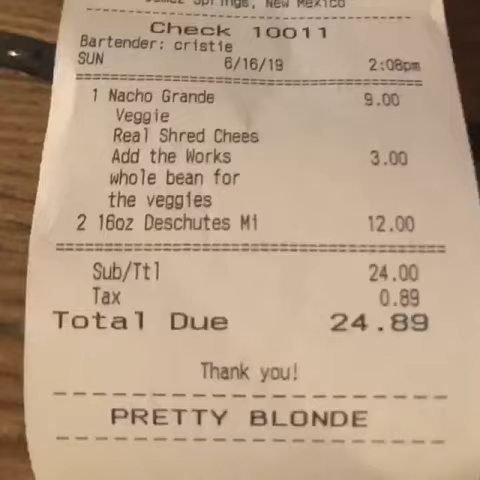 Jemez Springs, New Mexico
Check 10011
Bartender: cristie
SUN 6/16/19 2:08pm
1 Nacho Grande 9.00
Veggie
Real Shred Chees
Add the Works 3.00
whole bean for
the veggies
2 16oz Deschutes Mi 12.00
Sub/Ttl 24.00
Tax 0.89
Total Due 24.89
Thank you!
PRETTY BLONDE